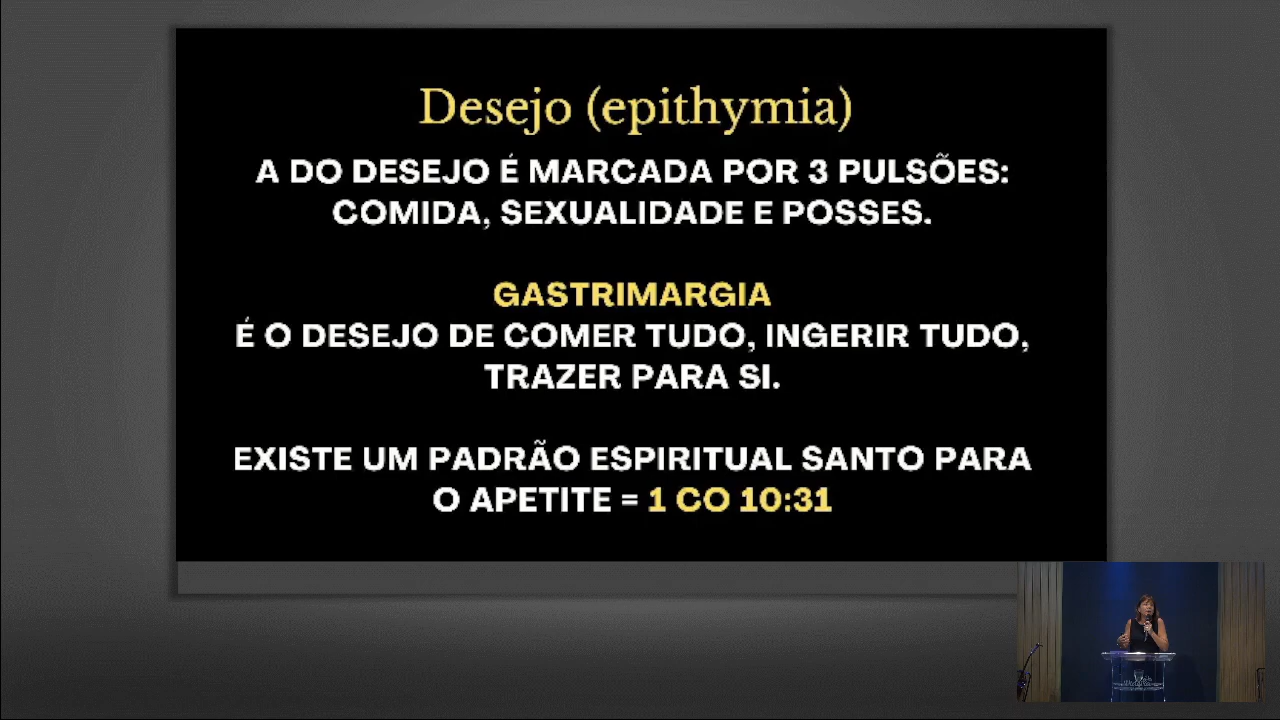 Desejo (epithymia)
A DO DESEJO É MARCADA POR 3 PULSÕES:
COMIDA, SEXUALIDADE E POSSES.
GASTRIMARGIA
É O DESEJO DE COMER TUDO, INGERIR TUDO,
TRAZER PARA SI.
EXISTE UM PADRÃO ESPIRITUAL SANTO PARA
O APETITE = 1 CO 10:31